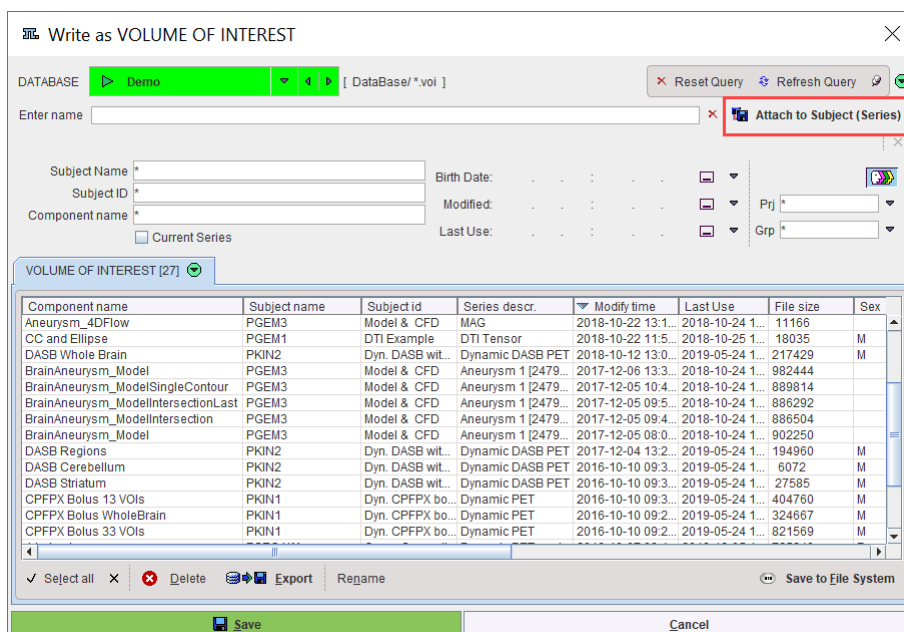 Write as VOLUME OF INTEREST
DATABASE Demo [ DataBase/ *.voi ] Reset Query Refresh Query
Enter name Attach to Subject (Series)
Subject Name * Birth Date: . . : . .
Subject ID *
Modified: . . : . . Prj *
Component name *
Last Use: . . : . . Grp *
Current Series
VOLUME OF INTEREST [27]
Component name Subject name Subject id Series descr. Modify time Last Use File size Sex
Aneurysm_4DFlow PGEM3 Model & CFD MAG 2018-10-22 13:1... 2018-10-24 1... 11166
CC and Ellipse PGEM1 DTI Example DTI Tensor 2018-10-22 11:5... 2018-10-25 1... 18035 M
DASB Whole Brain PKIN2 Dyn. DASB wit... Dynamic DASB PET 2018-10-12 13:0... 2019-05-24 1... 217429 M
BrainAneurysm_Model PGEM3 Model & CFD Aneurysm 1 [2479... 2017-12-06 13:3... 2018-10-24 1... 982444
BrainAneurysm_ModelSingleContour PGEM3 Model & CFD Aneurysm 1 [2479... 2017-12-05 10:4... 2018-10-24 1... 889814
BrainAneurysm_ModelIntersectionLast PGEM3 Model & CFD Aneurysm 1 [2479... 2017-12-05 09:5... 2018-10-24 1... 886292
BrainAneurysm_ModelIntersection PGEM3 Model & CFD Aneurysm 1 [2479... 2017-12-05 09:4... 2018-10-24 1... 886504
BrainAneurysm_Model PGEM3 Model & CFD Aneurysm 1 [2479... 2017-12-05 08:0... 2018-10-24 1... 902250
DASB Regions PKIN2 Dyn. DASB wit... Dynamic DASB PET 2017-12-04 13:2... 2019-05-24 1... 194960 M
DASB Cerebellum PKIN2 Dyn. DASB wit... Dynamic DASB PET 2016-10-10 09:3... 2019-05-24 1... 6072 M
DASB Striatum PKIN2 Dyn. DASB wit... Dynamic DASB PET 2016-10-10 09:3... 2019-05-24 1... 27585 M
CPFPX Bolus 13 VOIs PKIN1 Dyn. CPFPX bo... Dynamic PET 2016-10-10 09:3... 2019-05-24 1... 404760 M
CPFPX Bolus WholeBrain PKIN1 Dyn. CPFPX bo... Dynamic PET 2016-10-10 09:2... 2019-05-24 1... 324667 M
CPFPX Bolus 33 VOIs PKIN1 Dyn. CPFPX bo... Dynamic PET 2016-10-10 09:2... 2019-05-24 1... 821569 M
Select all Delete Export Rename Save to File System
Save Cancel